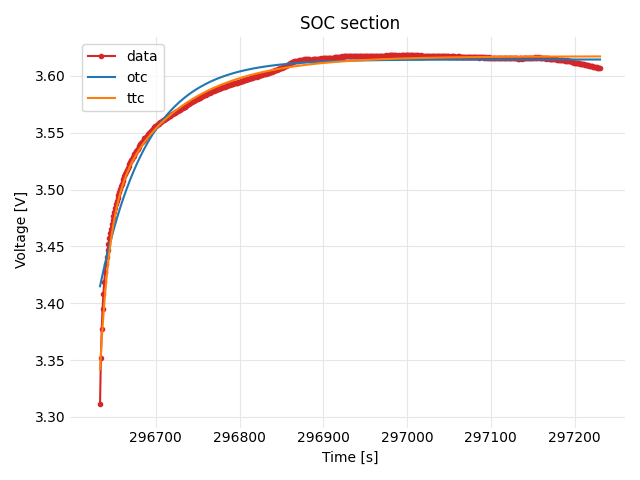 SOC section
data
otc
ttc
Voltage [V]
3.60
3.55
3.50
3.45
3.40
3.35
3.30
296700 296800 296900 297000 297100 297200
Time [s]